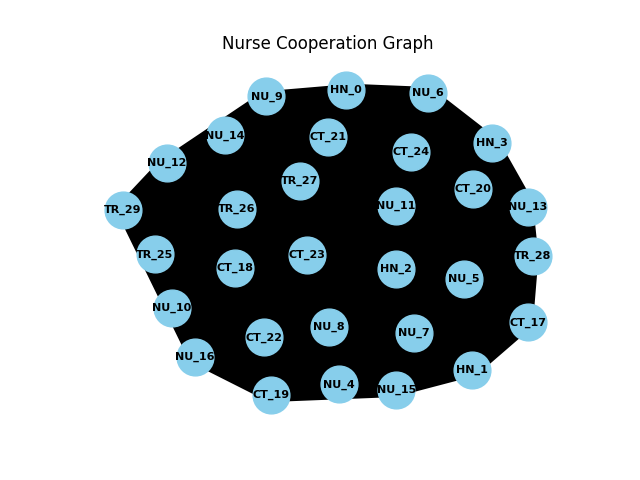 Nurse Cooperation Graph
HN_0
NU_6
NU_9
NU_14
CT_21
HN_3
CT_24
NU_12
TR_27
CT_20
TR_29
TR_26
NU_11
NU_13
TR_25
CT_23
TR_28
CT_18
HN_2
NU_5
NU_10
CT_17
CT_22
NU_8
NU_7
NU_16
HN_1
NU_4
NU_15
CT_19